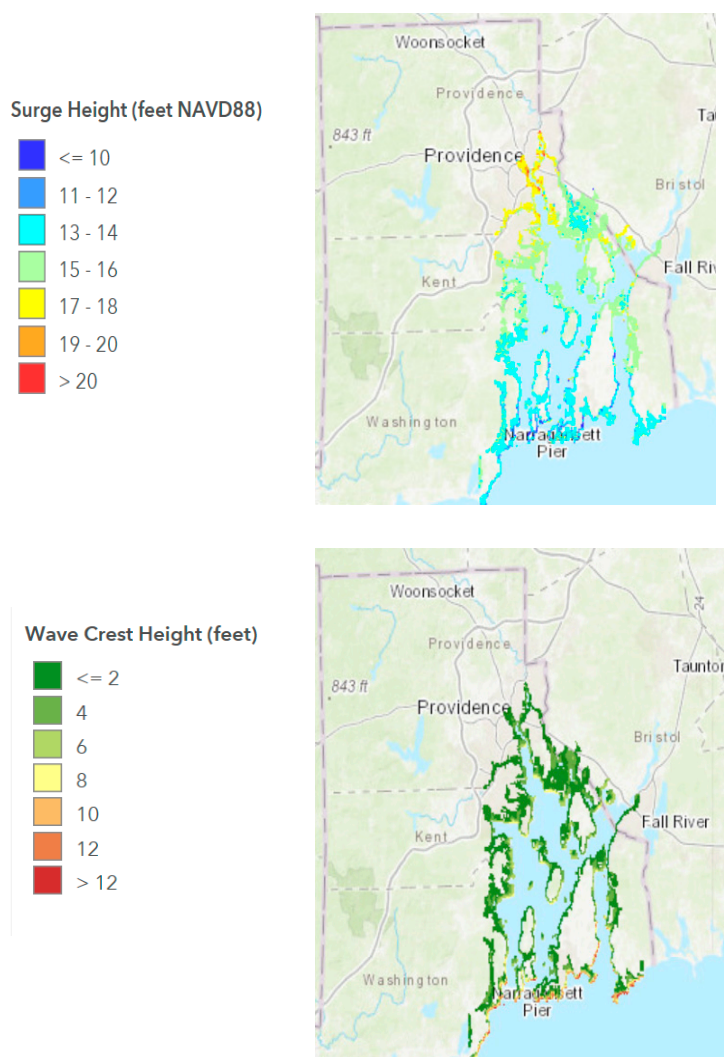 Surge Height (feet NAVD88)
<= 10
11 - 12
13 - 14
15 - 16
17 - 18
19 - 20
> 20
Woonsocket
Providence
Ta
843 ft
Providence
Bristol
Fall Riv
Kent
Washington
Narragansett
Pier
Wave Crest Height (feet)
<= 2
4
6
8
10
12
> 12
Woonsocket
24
Providence
Taunton
843 ft
Providence
Bristol
Fall River
Kent
Washington
Narragansett
Pier